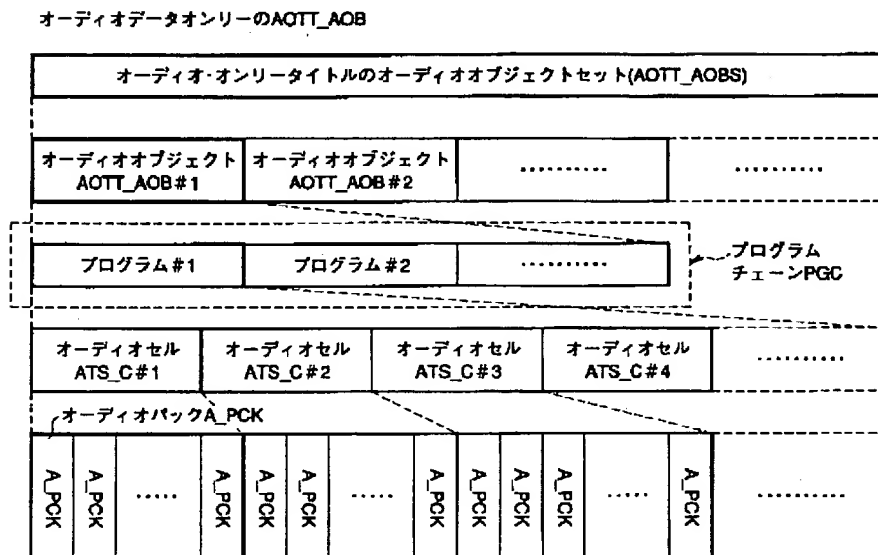 オーディオデータオンリーのAOTT_AOB
オーディオ・オンリータイトルのオーディオオブジェクトセット(AOTT_AOBS)
オーディオオブジェクト
AOTT_AOB#1
オーディオオブジェクト
AOTT_AOB#2
..........
..........
プログラム#1
プログラム#2
..........
プログラム
チェーンPGC
オーディオセル
ATS_C#1
オーディオセル
ATS_C#2
オーディオセル
ATS_C#3
オーディオセル
ATS_C#4
..........
オーディオパックA_PCK
A_PCK
A_PCK
.....
A_PCK
A_PCK
A_PCK
.....
A_PCK
A_PCK
A_PCK
.....
A_PCK
..........